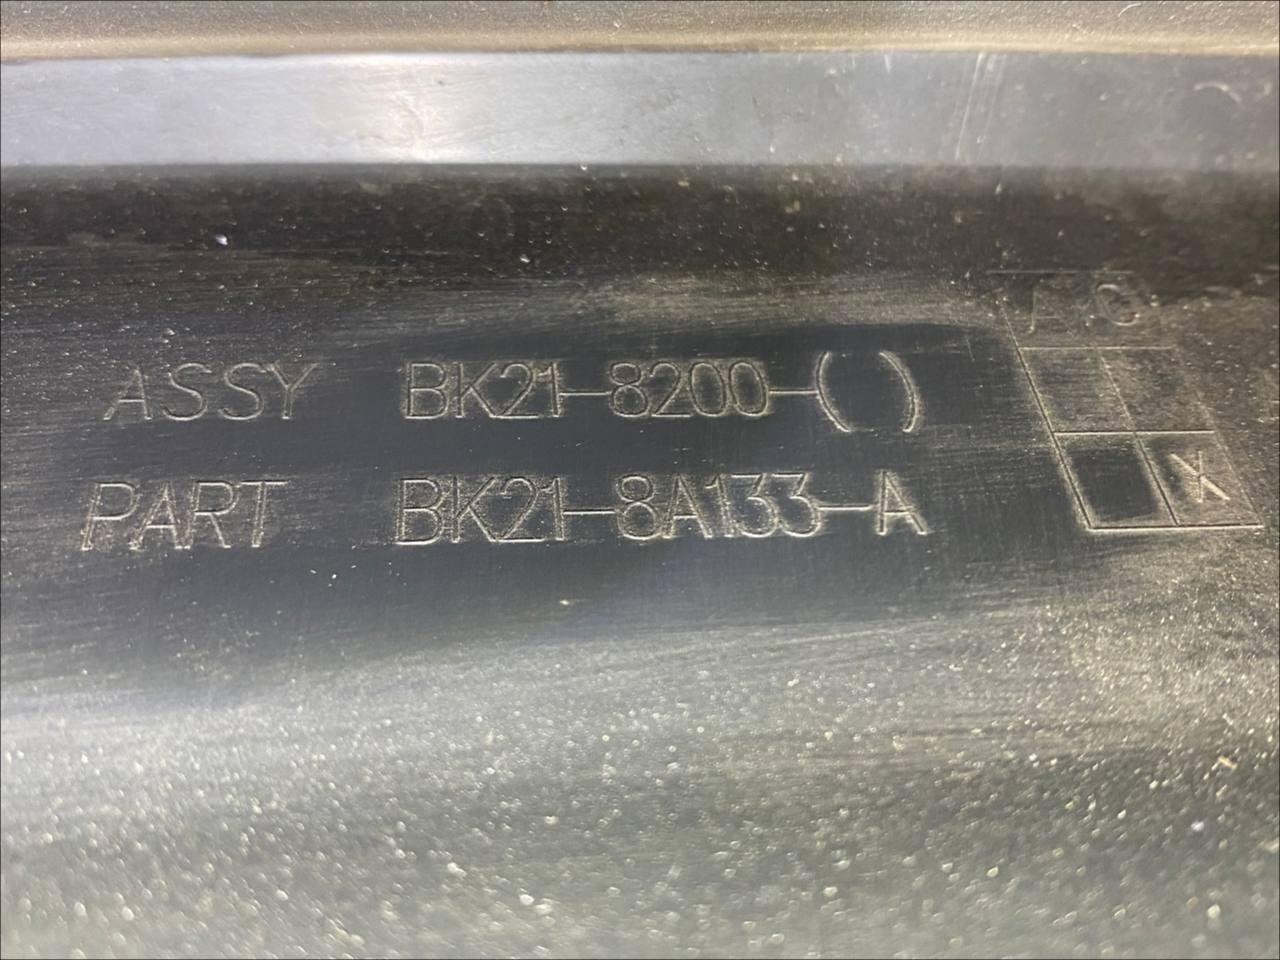 A C
ASSY BK21-8200-( )
PART BK21-8A133-A
X